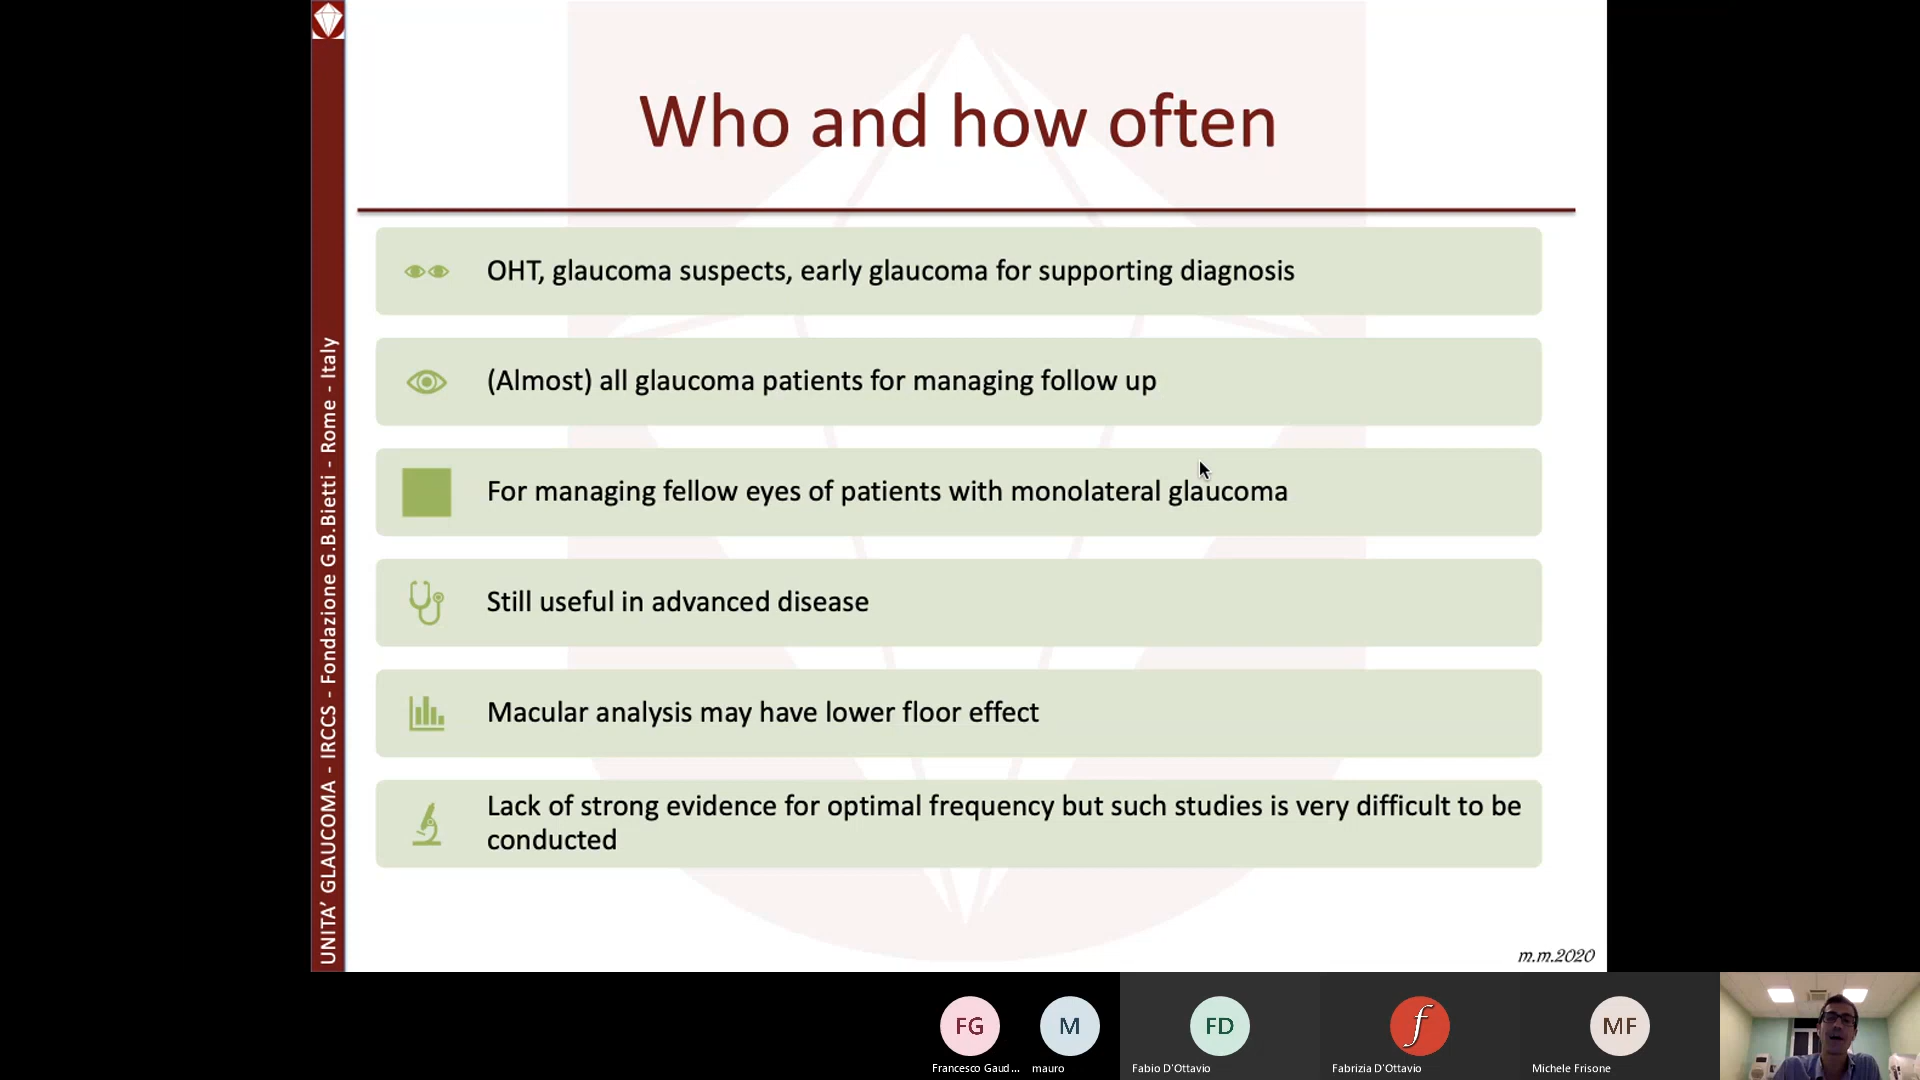 Who and how often
OHT, glaucoma suspects, early glaucoma for supporting diagnosis
(Almost) all glaucoma patients for managing follow up
For managing fellow eyes of patients with monolateral glaucoma
Still useful in advanced disease
Macular analysis may have lower floor effect
Lack of strong evidence for optimal frequency but such studies is very difficult to be
conducted
UNITA’ GLAUCOMA - IRCCS - Fondazione G.B.Bietti - Rome - Italy
m.m.2020
FG
M
FD
f
MF
Francesco Gaud...
mauro
Fabio D'Ottavio
Fabrizia D'Ottavio
Michele Frisone